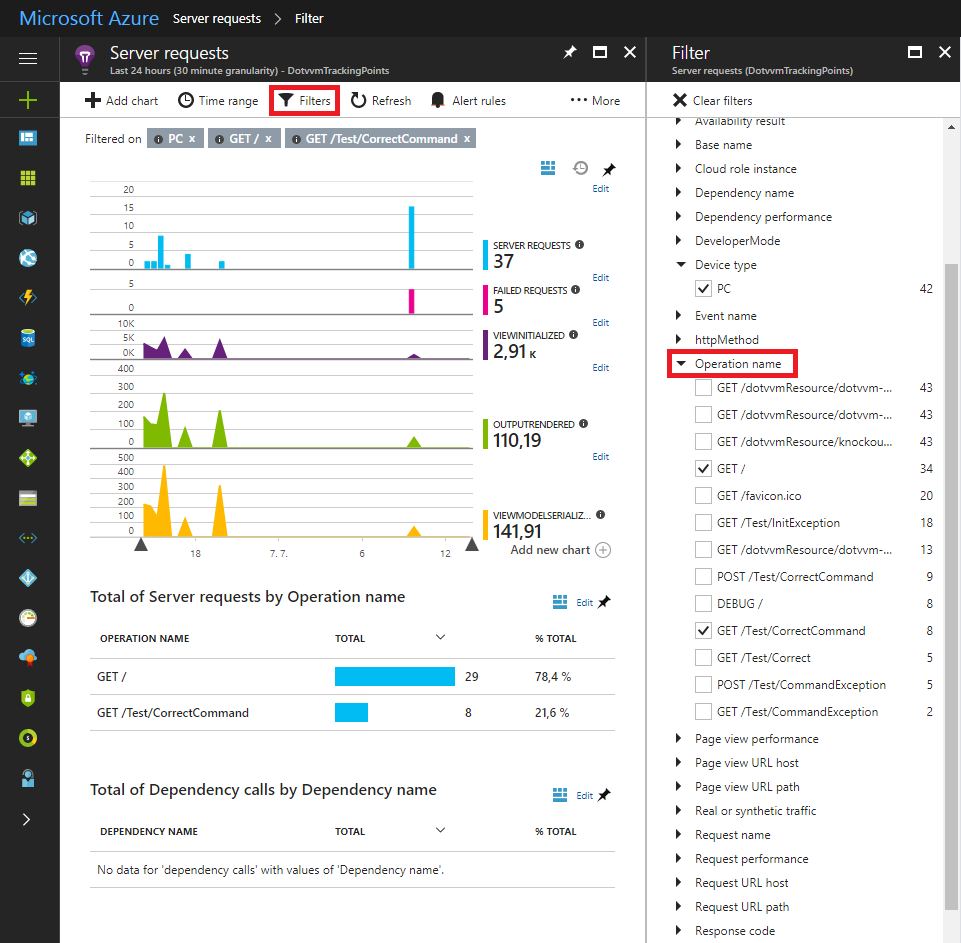 Microsoft Azure Server requests > Filter
Server requests
Last 24 hours (30 minute granularity) - DotvvmTrackingPoints
Add chart Time range Filters Refresh Alert rules ••• More
Filtered on PC x GET / x GET /Test/CorrectCommand x
Edit
20
15
10
5
0
SERVER REQUESTS
37
Edit
5
0
FAILED REQUESTS
5
Edit
10K
5K
0K
VIEWINITIALIZED
2,91 K
Edit
400
300
200
100
0
OUTPUTRENDERED
110,19
Edit
500
400
300
200
100
0
VIEWMODELSERIALIZ...
141,91
18 7. 7. 6 12
Add new chart
Total of Server requests by Operation name
Edit
OPERATION NAME TOTAL % TOTAL
GET / 29 78,4 %
GET /Test/CorrectCommand 8 21,6 %
Total of Dependency calls by Dependency name
Edit
DEPENDENCY NAME TOTAL % TOTAL
No data for 'dependency calls' with values of 'Dependency name'.
Filter
Server requests (DotvvmTrackingPoints)
Clear filters
Availability result
Base name
Cloud role instance
Dependency name
Dependency performance
DeveloperMode
Device type
PC 42
Event name
httpMethod
Operation name
GET /dotvvmResource/dotvvm-... 43
GET /dotvvmResource/dotvvm-... 43
GET /dotvvmResource/knockou... 43
GET / 34
GET /favicon.ico 20
GET /Test/InitException 18
GET /dotvvmResource/dotvvm-... 13
POST /Test/CorrectCommand 9
DEBUG / 8
GET /Test/CorrectCommand 8
GET /Test/Correct 5
POST /Test/CommandException 5
GET /Test/CommandException 2
Page view performance
Page view URL host
Page view URL path
Real or synthetic traffic
Request name
Request performance
Request URL host
Request URL path
Response code